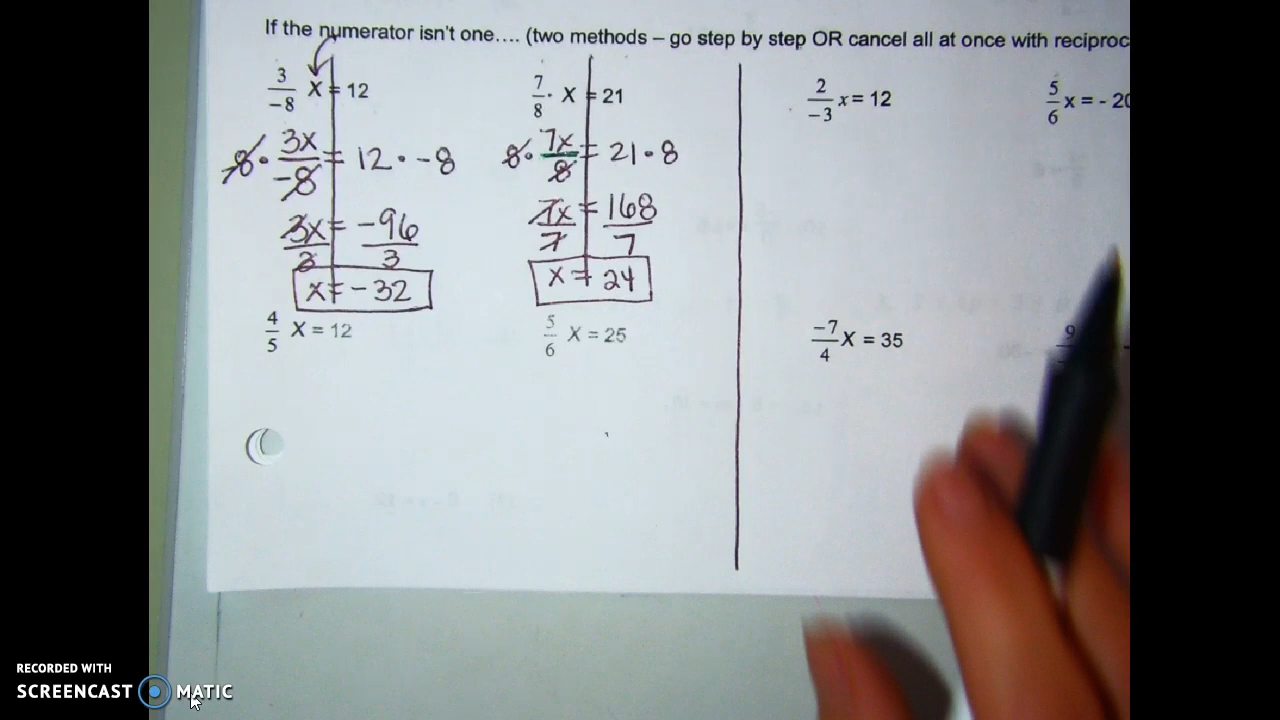 If the numerator isn't one.... (two methods – go step by step OR cancel all at once with reciproc
3/-8 X = 12
-8 · 3x/-8 = 12 · -8
3x/3 = -96/3
x = -32
4/5 X = 12
7/8 · X = 21
8 · 7x/8 = 21 · 8
7x/7 = 168/7
x = 24
5/6 X = 25
2/-3 x = 12
-7/4 X = 35
5/6 x = - 20
9
RECORDED WITH
SCREENCAST MATIC